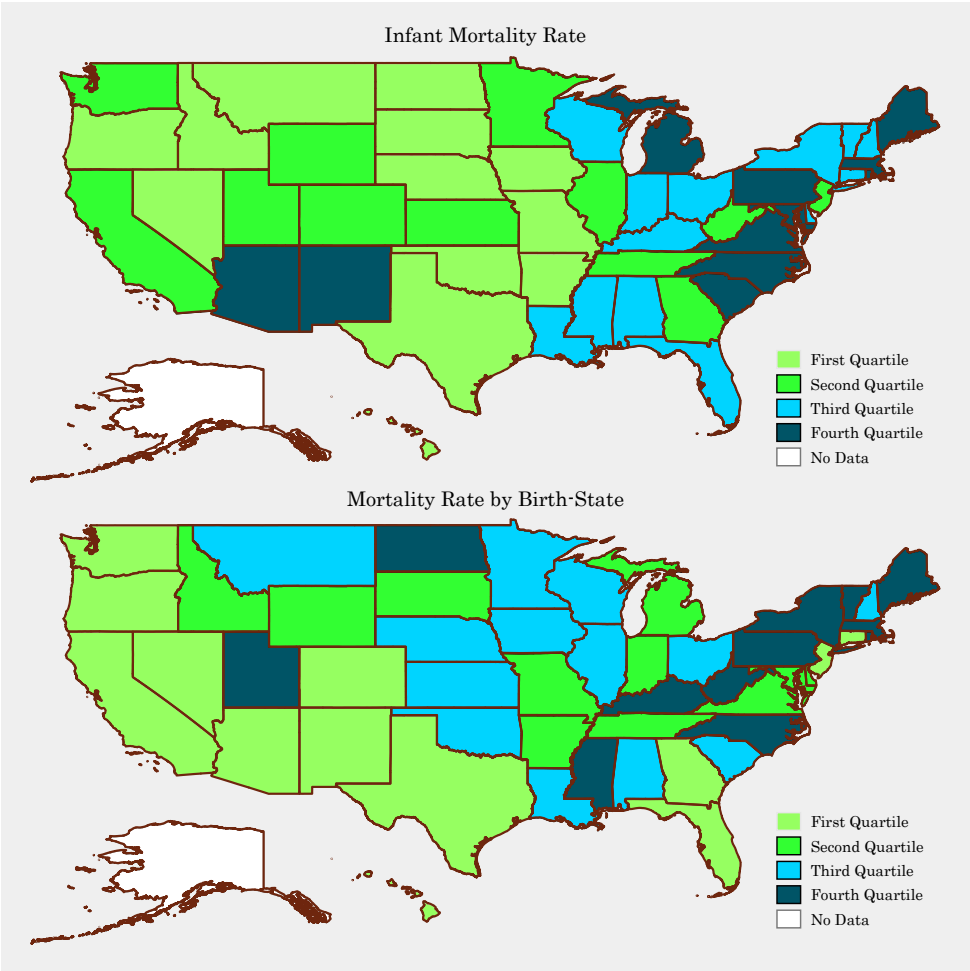 Infant Mortality Rate
First Quartile
Second Quartile
Third Quartile
Fourth Quartile
No Data
Mortality Rate by Birth-State
First Quartile
Second Quartile
Third Quartile
Fourth Quartile
No Data